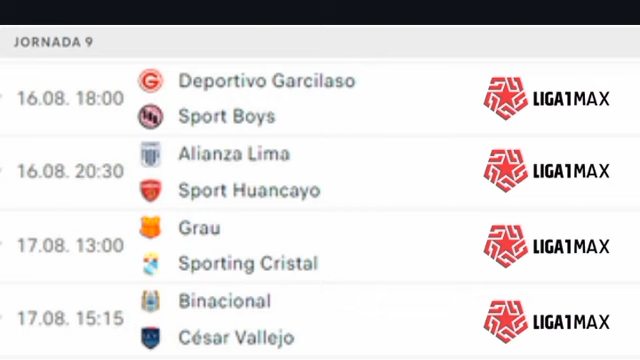 JORNADA 9
16.08. 18:00
Deportivo Garcilaso
Sport Boys
LIGA1MAX
16.08. 20:30
Alianza Lima
Sport Huancayo
LIGA1MAX
17.08. 13:00
Grau
Sporting Cristal
LIGA1MAX
17.08. 15:15
Binacional
César Vallejo
LIGA1MAX